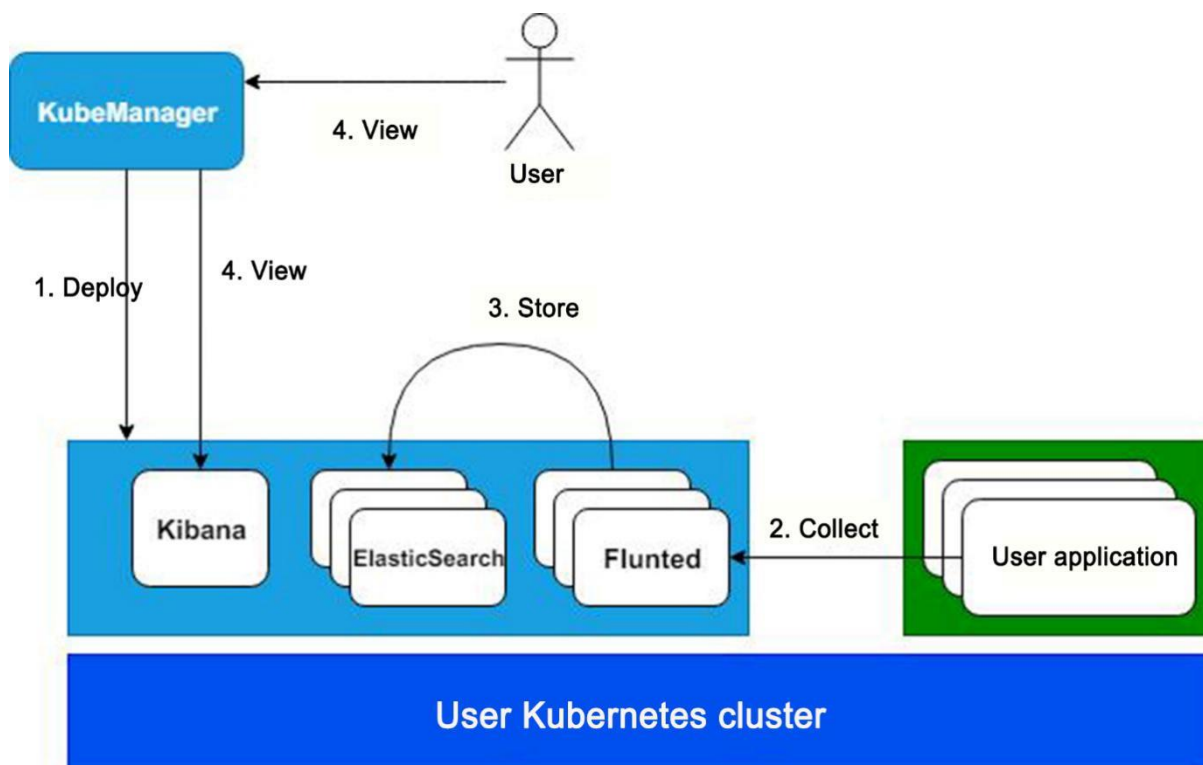 KubeManager
4. View
User
1. Deploy
4. View
3. Store
Kibana
ElasticSearch
Flunted
2. Collect
User application
User Kubernetes cluster